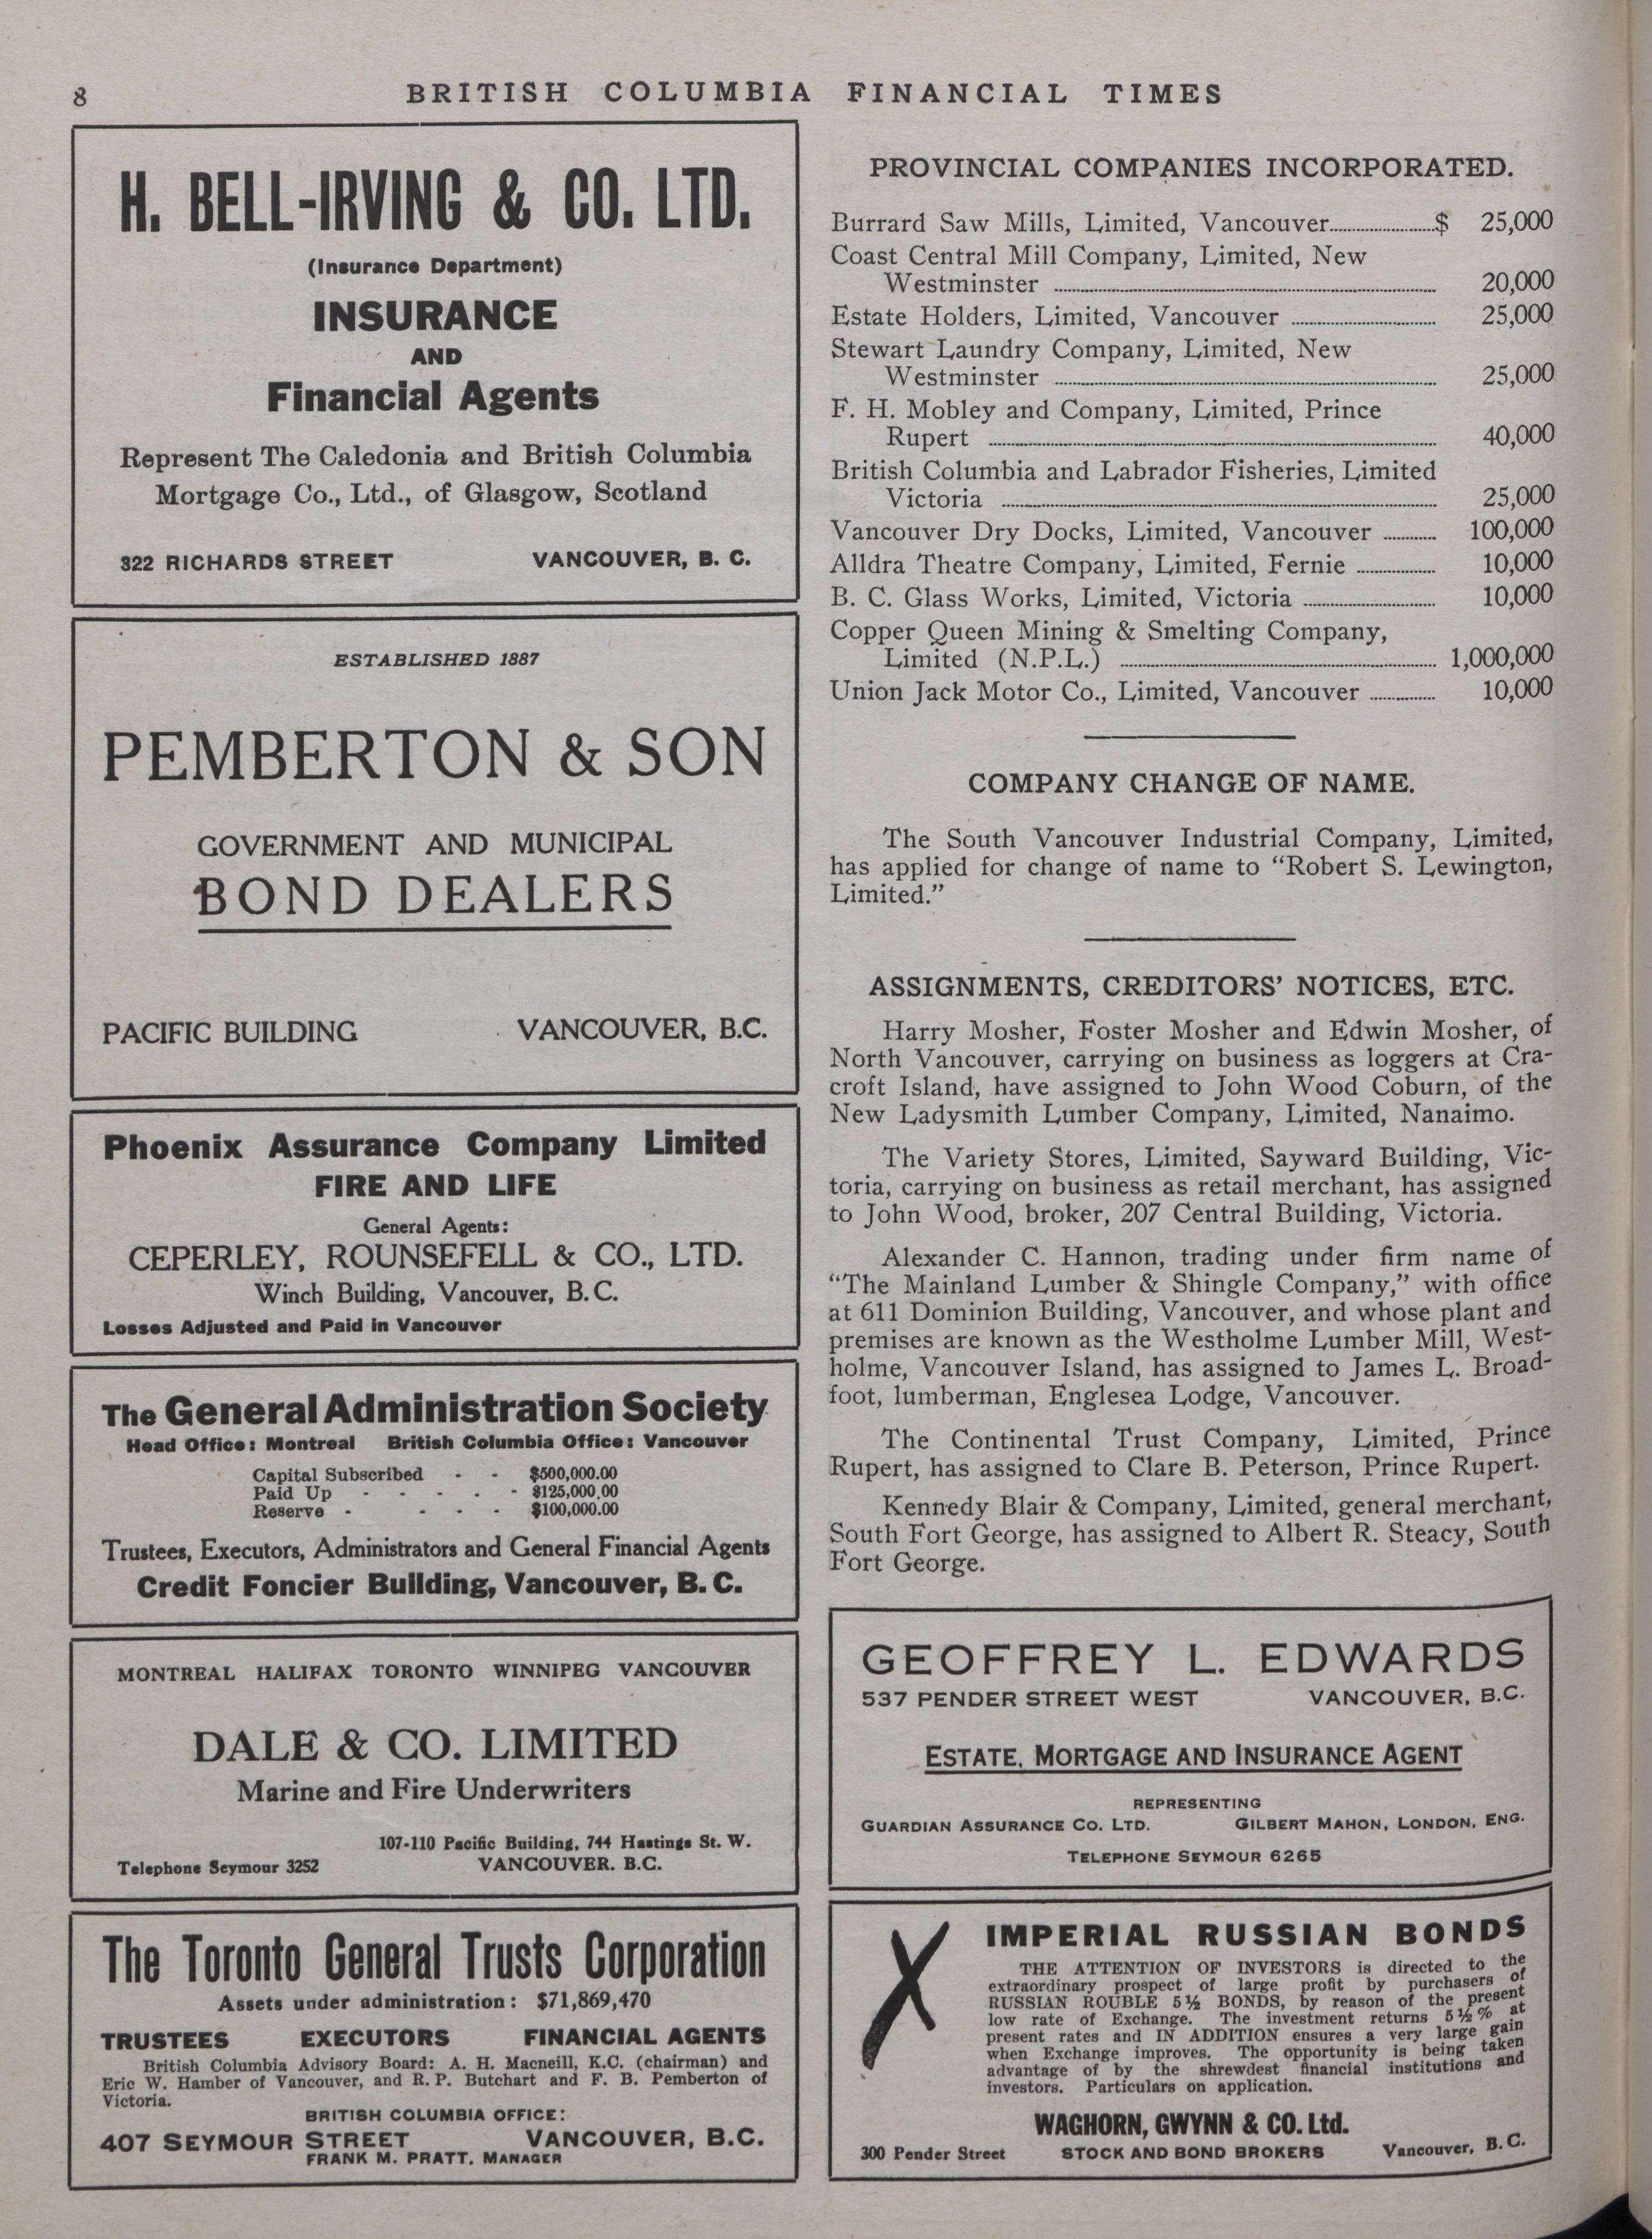 8
BRITISH COLUMBIA FINANCIAL TIMES
H. BELL-IRVING & CO. LTD.
(Insurance Department)
INSURANCE
AND
Financial Agents
Represent The Caledonia and British Columbia
Mortgage Co., Ltd., of Glasgow, Scotland
322 RICHARDS STREET VANCOUVER, B. C.
ESTABLISHED 1887
PEMBERTON & SON
GOVERNMENT AND MUNICIPAL
BOND DEALERS
PACIFIC BUILDING VANCOUVER, B.C.
Phoenix Assurance Company Limited
FIRE AND LIFE
General Agents:
CEPERLEY, ROUNSEFELL & CO., LTD.
Winch Building, Vancouver, B.C.
Losses Adjusted and Paid in Vancouver
The General Administration Society
Head Office: Montreal British Columbia Office: Vancouver
Capital Subscribed - - $500,000.00
Paid Up - - - - - $125,000.00
Reserve - - - - $100,000.00
Trustees, Executors, Administrators and General Financial Agents
Credit Foncier Building, Vancouver, B. C.
MONTREAL HALIFAX TORONTO WINNIPEG VANCOUVER
DALE & CO. LIMITED
Marine and Fire Underwriters
107-110 Pacific Building, 744 Hastings St. W.
Telephone Seymour 3252 VANCOUVER. B.C.
The Toronto General Trusts Corporation
Assets under administration: $71,869,470
TRUSTEES EXECUTORS FINANCIAL AGENTS
British Columbia Advisory Board: A. H. Macneill, K.C. (chairman) and
Eric W. Hamber of Vancouver, and R. P. Butchart and F. B. Pemberton of
Victoria.
BRITISH COLUMBIA OFFICE:
407 SEYMOUR STREET VANCOUVER, B.C.
FRANK M. PRATT, MANAGER
PROVINCIAL COMPANIES INCORPORATED.
Burrard Saw Mills, Limited, Vancouver........$ 25,000
Coast Central Mill Company, Limited, New
Westminster ........ 20,000
Estate Holders, Limited, Vancouver ........ 25,000
Stewart Laundry Company, Limited, New
Westminster ........ 25,000
F. H. Mobley and Company, Limited, Prince
Rupert ........ 40,000
British Columbia and Labrador Fisheries, Limited
Victoria ........ 25,000
Vancouver Dry Docks, Limited, Vancouver ........ 100,000
Alldra Theatre Company, Limited, Fernie ........ 10,000
B. C. Glass Works, Limited, Victoria ........ 10,000
Copper Queen Mining & Smelting Company,
Limited (N.P.L.) ........ 1,000,000
Union Jack Motor Co., Limited, Vancouver ........ 10,000
COMPANY CHANGE OF NAME.
The South Vancouver Industrial Company, Limited,
has applied for change of name to “Robert S. Lewington,
Limited.”
ASSIGNMENTS, CREDITORS’ NOTICES, ETC.
Harry Mosher, Foster Mosher and Edwin Mosher, of
North Vancouver, carrying on business as loggers at Cra-
croft Island, have assigned to John Wood Coburn, of the
New Ladysmith Lumber Company, Limited, Nanaimo.
The Variety Stores, Limited, Sayward Building, Vic-
toria, carrying on business as retail merchant, has assigned
to John Wood, broker, 207 Central Building, Victoria.
Alexander C. Hannon, trading under firm name of
“The Mainland Lumber & Shingle Company,” with office
at 611 Dominion Building, Vancouver, and whose plant and
premises are known as the Westholme Lumber Mill, West-
holme, Vancouver Island, has assigned to James L. Broad-
foot, lumberman, Englesea Lodge, Vancouver.
The Continental Trust Company, Limited, Prince
Rupert, has assigned to Clare B. Peterson, Prince Rupert.
Kennedy Blair & Company, Limited, general merchant,
South Fort George, has assigned to Albert R. Steacy, South
Fort George.
GEOFFREY L. EDWARDS
537 PENDER STREET WEST VANCOUVER, B.C.
ESTATE, MORTGAGE AND INSURANCE AGENT
REPRESENTING
GUARDIAN ASSURANCE CO. LTD. GILBERT MAHON, LONDON, ENG.
TELEPHONE SEYMOUR 6265
X
IMPERIAL RUSSIAN BONDS
THE ATTENTION OF INVESTORS is directed to the
extraordinary prospect of large profit by purchasers of
RUSSIAN ROUBLE 5½ BONDS, by reason of the present
low rate of Exchange. The investment returns 5½% at
present rates and IN ADDITION ensures a very large gain
when Exchange improves. The opportunity is being taken
advantage of by the shrewdest financial institutions and
investors. Particulars on application.
WAGHORN, GWYNN & CO. Ltd.
300 Pender Street STOCK AND BOND BROKERS Vancouver, B.C.